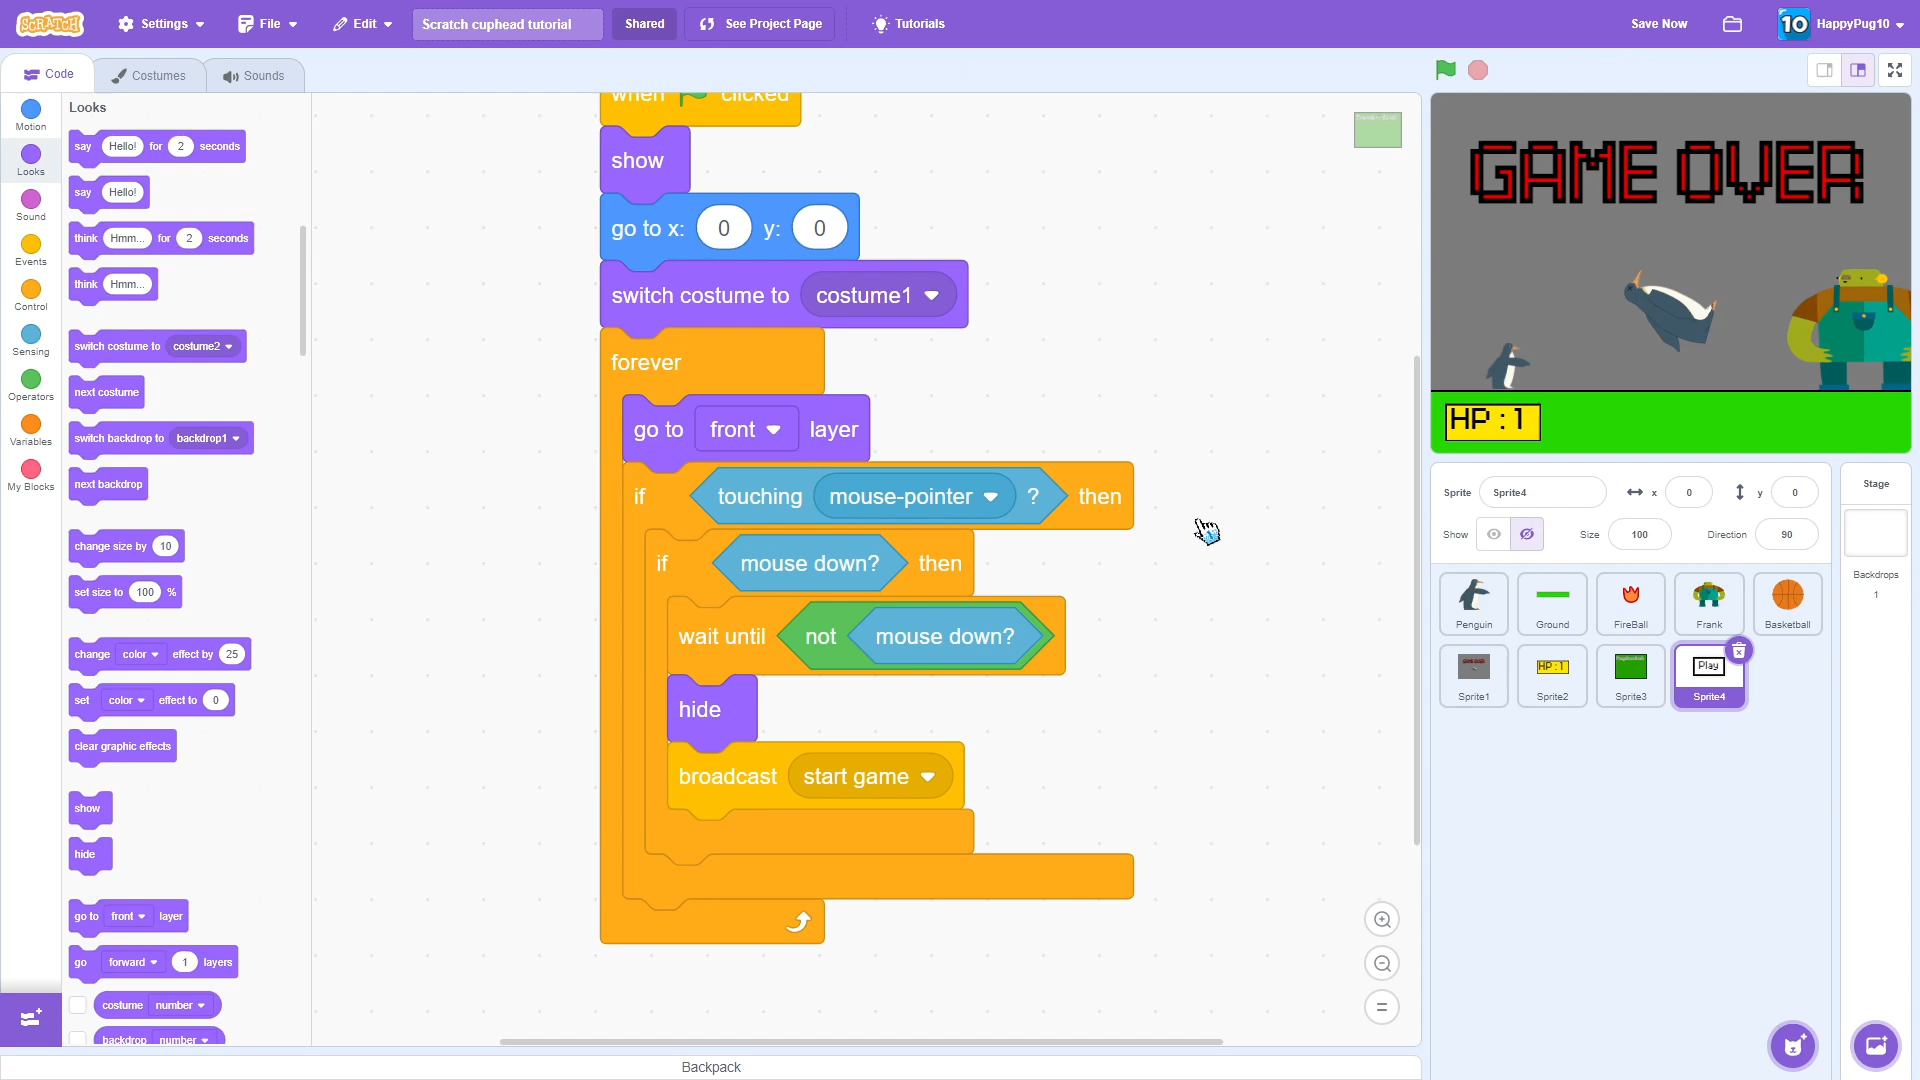 SCRATCH
Settings
File
Edit
Scratch cuphead tutorial
Shared
See Project Page
Tutorials
Save Now
10
HappyPug10
Code
Costumes
Sounds
Motion
Looks
Sound
Events
Control
Sensing
Operators
Variables
My Blocks
Looks
say Hello! for 2 seconds
say Hello!
think Hmm... for 2 seconds
think Hmm...
switch costume to costume2
next costume
switch backdrop to backdrop1
next backdrop
change size by 10
set size to 100 %
change color effect by 25
set color effect to 0
clear graphic effects
show
hide
go to front layer
go forward 1 layers
costume number
backdrop number
when clicked
show
go to x: 0 y: 0
switch costume to costume1
forever
go to front layer
if touching mouse-pointer ? then
if mouse down? then
wait until not mouse down?
hide
broadcast start game
Backpack
GAME OVER
HP :1
Sprite Sprite4 x 0 y 0
Show Size 100 Direction 90
Penguin
Ground
FireBall
Frank
Basketball
GAME OVER
Sprite1
HP:1
Sprite2
Sprite3
Play
Sprite4
Stage
Backdrops
1